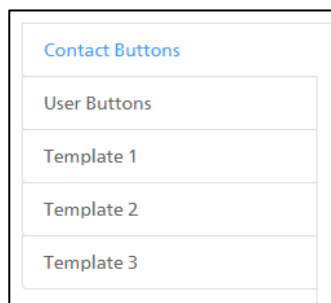 Contact Buttons
User Buttons
Template 1
Template 2
Template 3